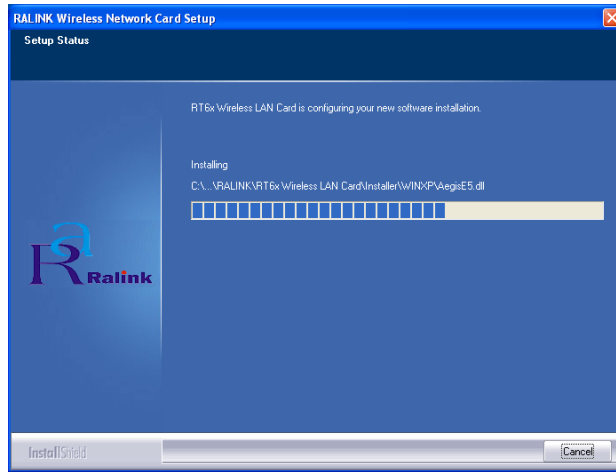 RALINK Wireless Network Card Setup
Setup Status
RT6x Wireless LAN Card is configuring your new software installation.
Installing
C:\...\RALINK\RT6x Wireless LAN Card\Installer\WINXP\AegisE5.dll
Ra
Ralink
InstallShield
Cancel